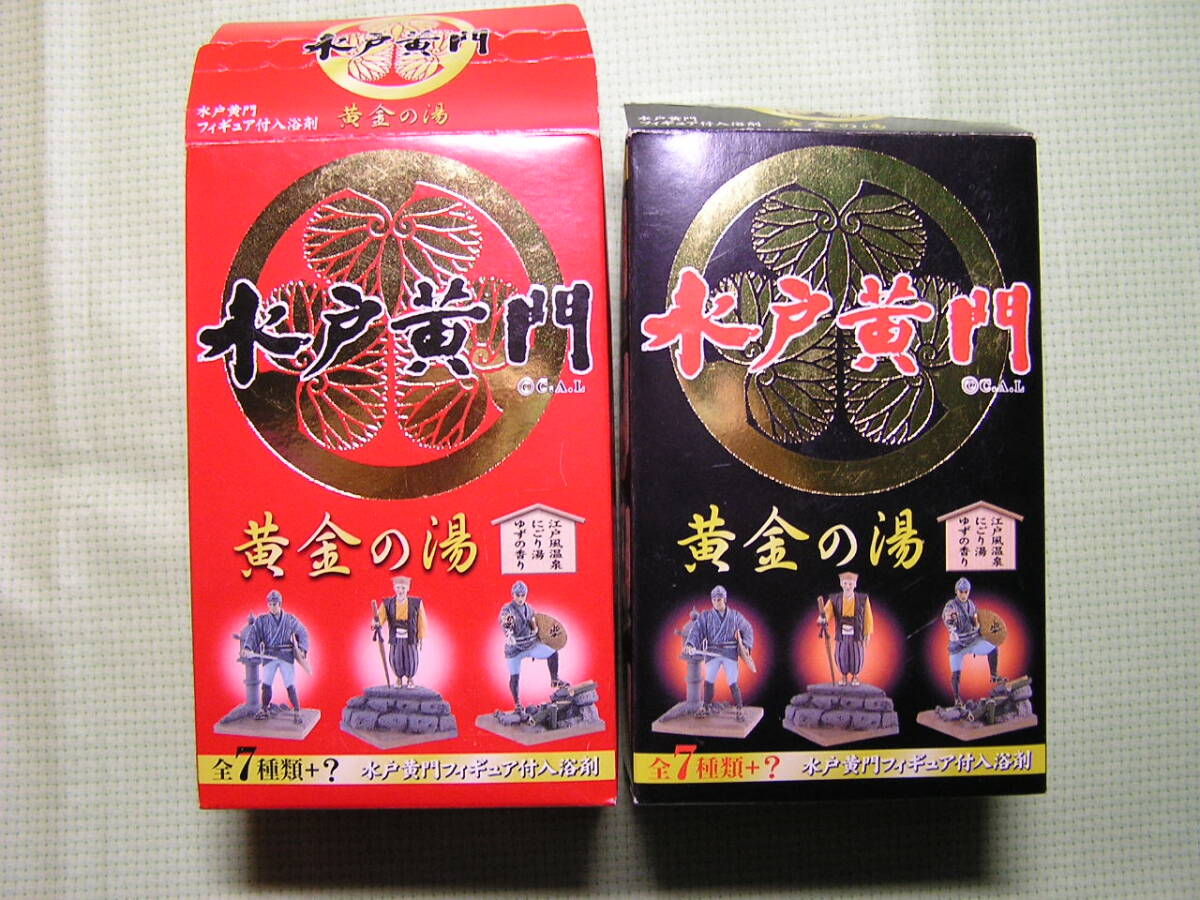 水戸黄門
水戸黄門
フィギュア付入浴剤
黄金の湯
水戸黄門
©C.A.L
黄金の湯
江戸風温泉
にごり湯
ゆずの香り
全7種類+?
水戸黄門フィギュア付入浴剤
水戸黄門
フィギュア付入浴剤
黄金の湯
水戸黄門
©C.A.L
黄金の湯
江戸風温泉
にごり湯
ゆずの香り
全7種類+?
水戸黄門フィギュア付入浴剤